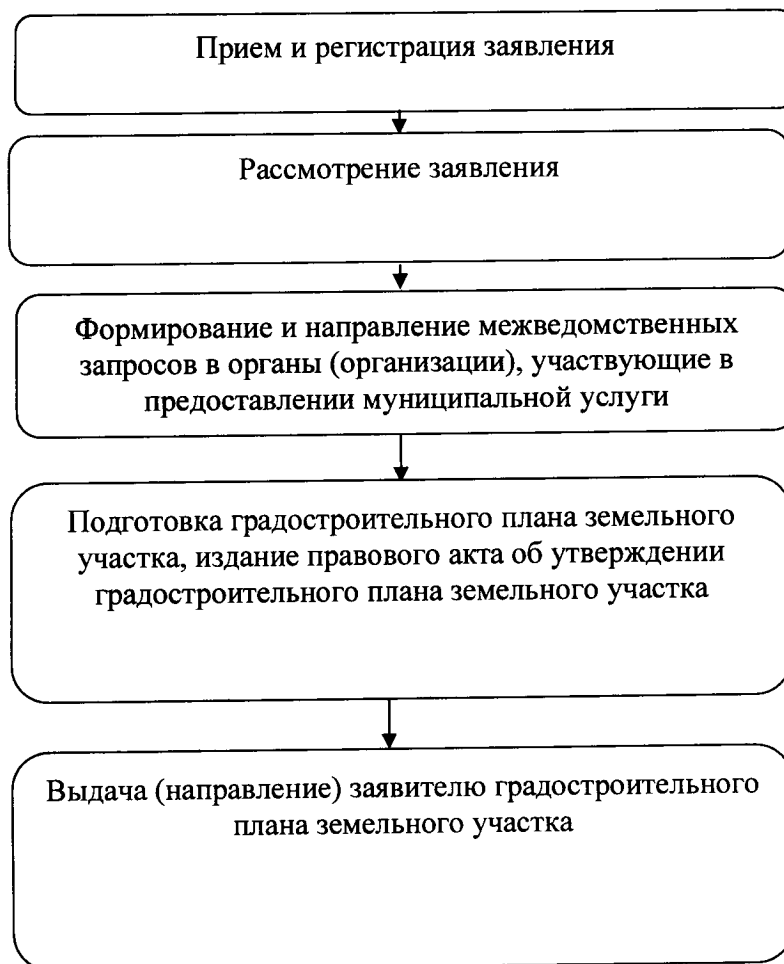 Прием и регистрация заявления
Рассмотрение заявления
Формирование и направление межведомственных
запросов в органы (организации), участвующие в
предоставлении муниципальной услуги
Подготовка градостроительного плана земельного
участка, издание правового акта об утверждении
градостроительного плана земельного участка
Выдача (направление) заявителю градостроительного
плана земельного участка